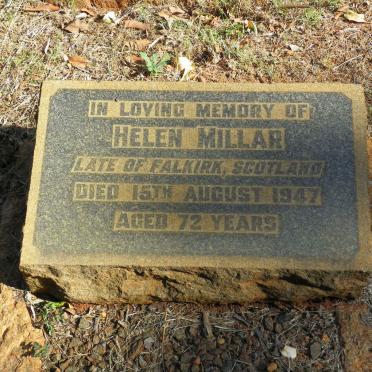 IN LOVING MEMORY OF
HELEN MILLAR
LATE OF FALKIRK, SCOTLAND
DIED 15TH AUGUST 1947
AGED 72 YEARS